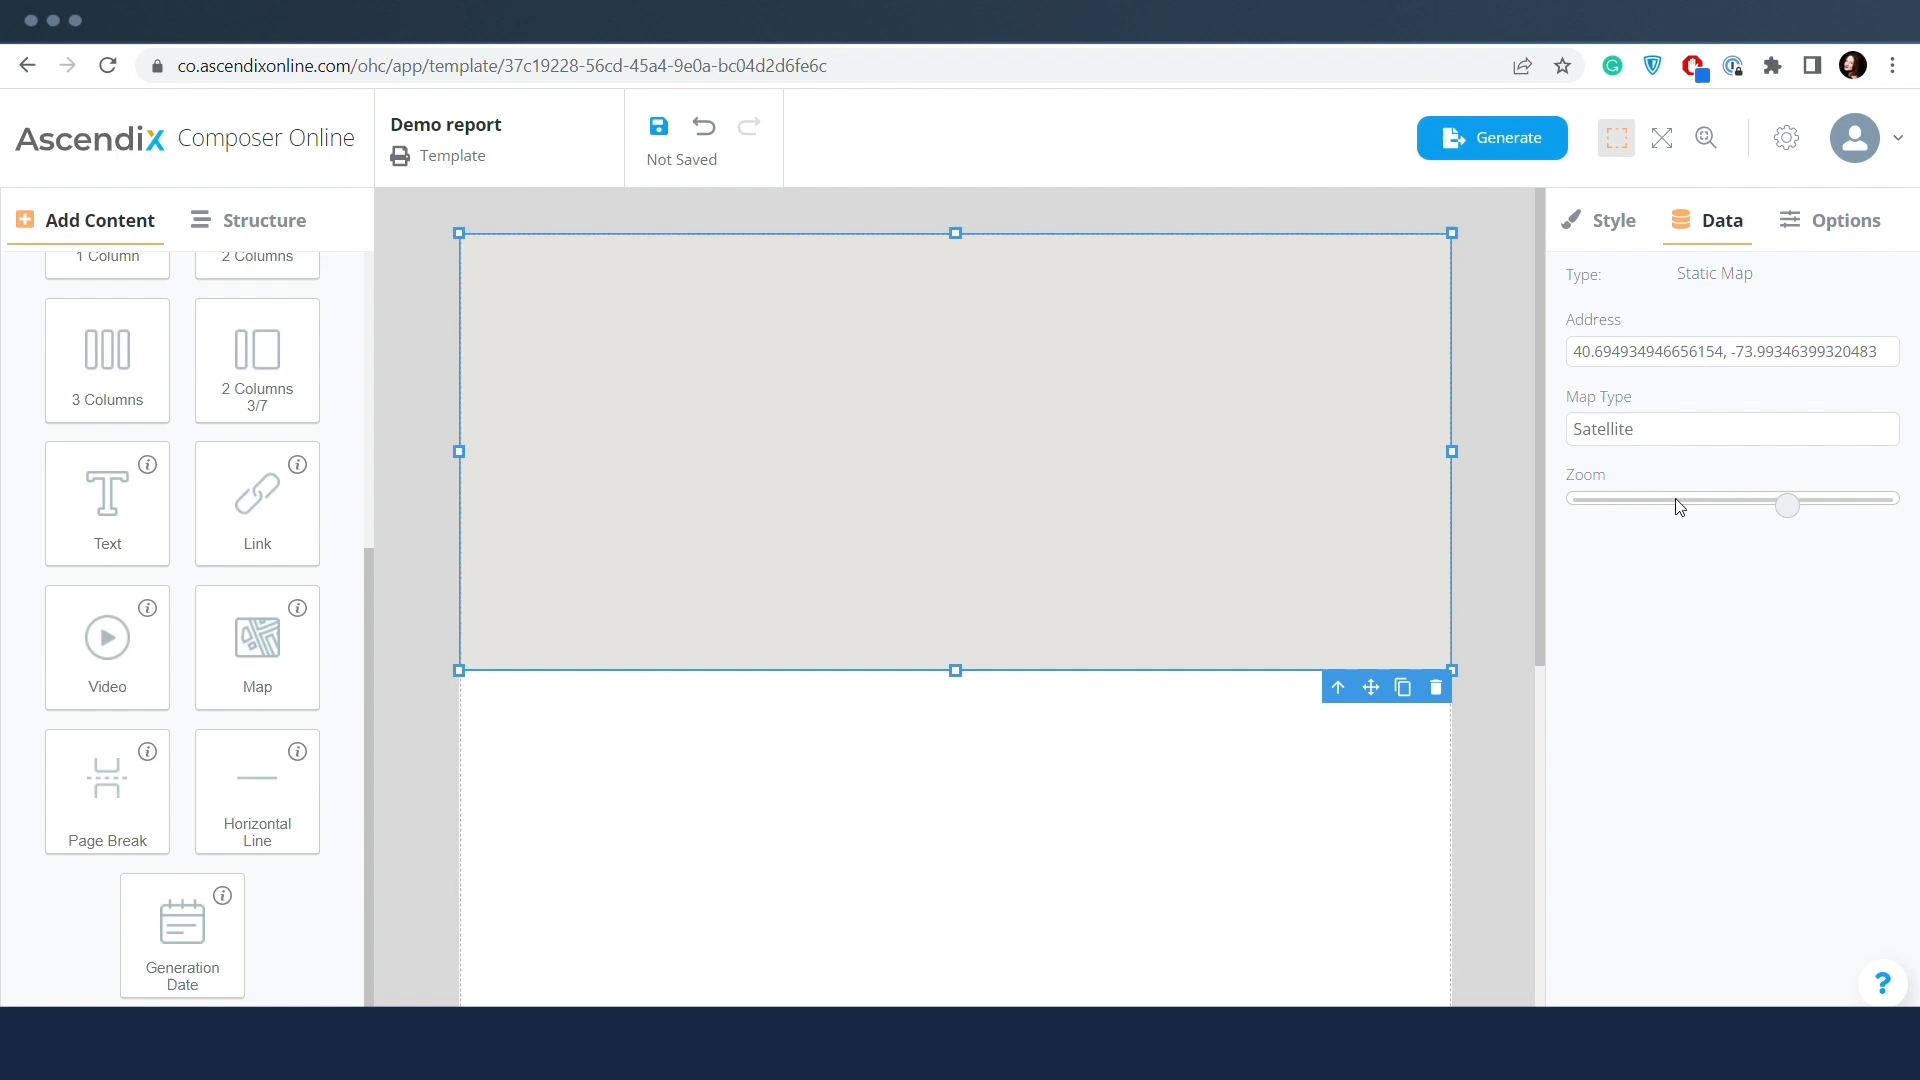 co.ascendixonline.com/ohc/app/template/37c19228-56cd-45a4-9e0a-bc04d2d6fe6c
Ascendix Composer Online
Demo report
Template
Not Saved
Generate
Add Content
Structure
Style
Data
Options
1 Column
2 Columns
3 Columns
2 Columns
3/7
Text
Link
Video
Map
Page Break
Horizontal
Line
Generation
Date
Type:
Static Map
Address
40.694934946656154, -73.99346399320483
Map Type
Satellite
Zoom
?